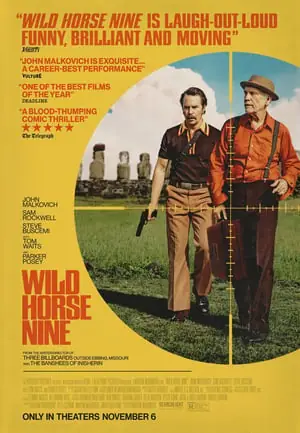 "WILD HORSE NINE IS LAUGH-OUT-LOUD
FUNNY, BRILLIANT AND MOVING"
VARIETY
"JOHN MALKOVICH IS EXQUISITE...
A CAREER-BEST PERFORMANCE"
VULTURE
"ONE OF THE BEST FILMS
OF THE YEAR"
DEADLINE
"A BLOOD-THUMPING
COMIC THRILLER"
★★★★★
The Telegraph
JOHN
MALKOVICH
SAM
ROCKWELL
STEVE
BUSCEMI
WITH
TOM
WAITS
AND
PARKER
POSEY
WILD
HORSE
NINE
FROM THE WRITER/DIRECTOR OF
THREE BILLBOARDS OUTSIDE EBBING, MISSOURI
AND THE BANSHEES OF INISHERIN
SEARCHLIGHT
R
ONLY IN THEATERS NOVEMBER 6